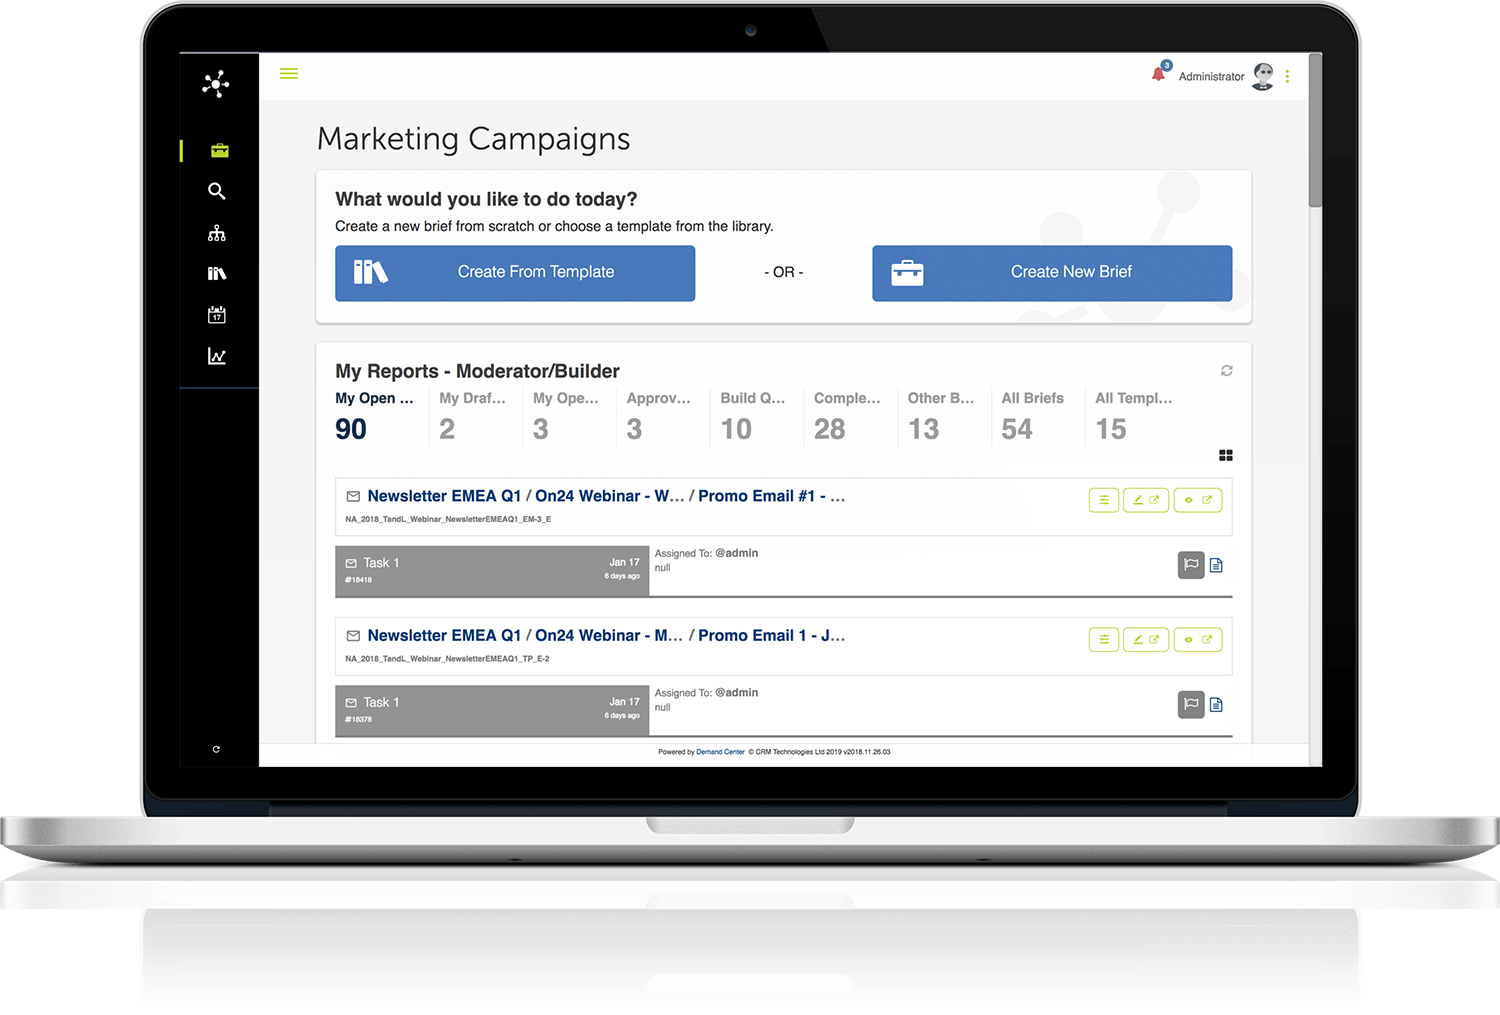 3
Administrator
Marketing Campaigns
What would you like to do today?
Create a new brief from scratch or choose a template from the library.
Create From Template
- OR -
Create New Brief
17
My Reports - Moderator/Builder
My Open ... My Draf... My Ope... Approv... Build Q... Comple... Other B... All Briefs All Templ...
90 2 3 3 10 28 13 54 15
Newsletter EMEA Q1 / On24 Webinar - W... / Promo Email #1 - ...
NA_2018_TandL_Webinar_NewsletterEMEAQ1_EM-3_E
Task 1 Jan 17
#18418 6 days ago
Assigned To: @admin
null
Newsletter EMEA Q1 / On24 Webinar - M... / Promo Email 1 - J...
NA_2018_TandL_Webinar_NewsletterEMEAQ1_TP_E-2
Task 1 Jan 17
#18378 6 days ago
Assigned To: @admin
null
Powered by Demand Center © CRM Technologies Ltd 2019 v2018.11.26.03